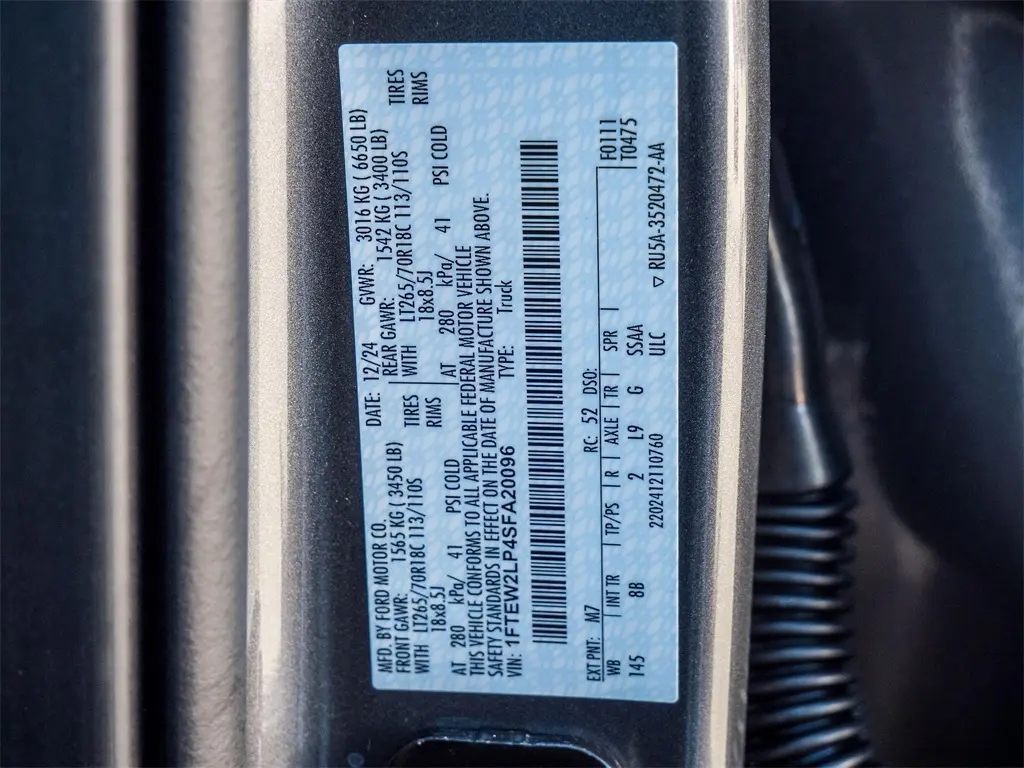 MFD. BY FORD MOTOR CO. DATE: 12/24 GVWR: 3016 KG ( 6650 LB)
FRONT GAWR: 1565 KG ( 3450 LB) REAR GAWR: 1542 KG ( 3400 LB)
WITH LT265/70R18C 113/110S TIRES WITH LT265/70R18C 113/110S TIRES
18x8.5J RIMS 18x8.5J RIMS
AT 280 kPa/ 41 PSI COLD AT 280 kPa/ 41 PSI COLD
THIS VEHICLE CONFORMS TO ALL APPLICABLE FEDERAL MOTOR VEHICLE
SAFETY STANDARDS IN EFFECT ON THE DATE OF MANUFACTURE SHOWN ABOVE.
VIN: 1FTEW2LP4SFA20096 TYPE: Truck
EXT PNT: M7 RC: 52 DSO: F0111
WB INT TR TP/PS R AXLE TR SPR T0475
145 8B 2 L9 G SSAA
2202412110760 ULC ▽ RU5A-3520472-AA